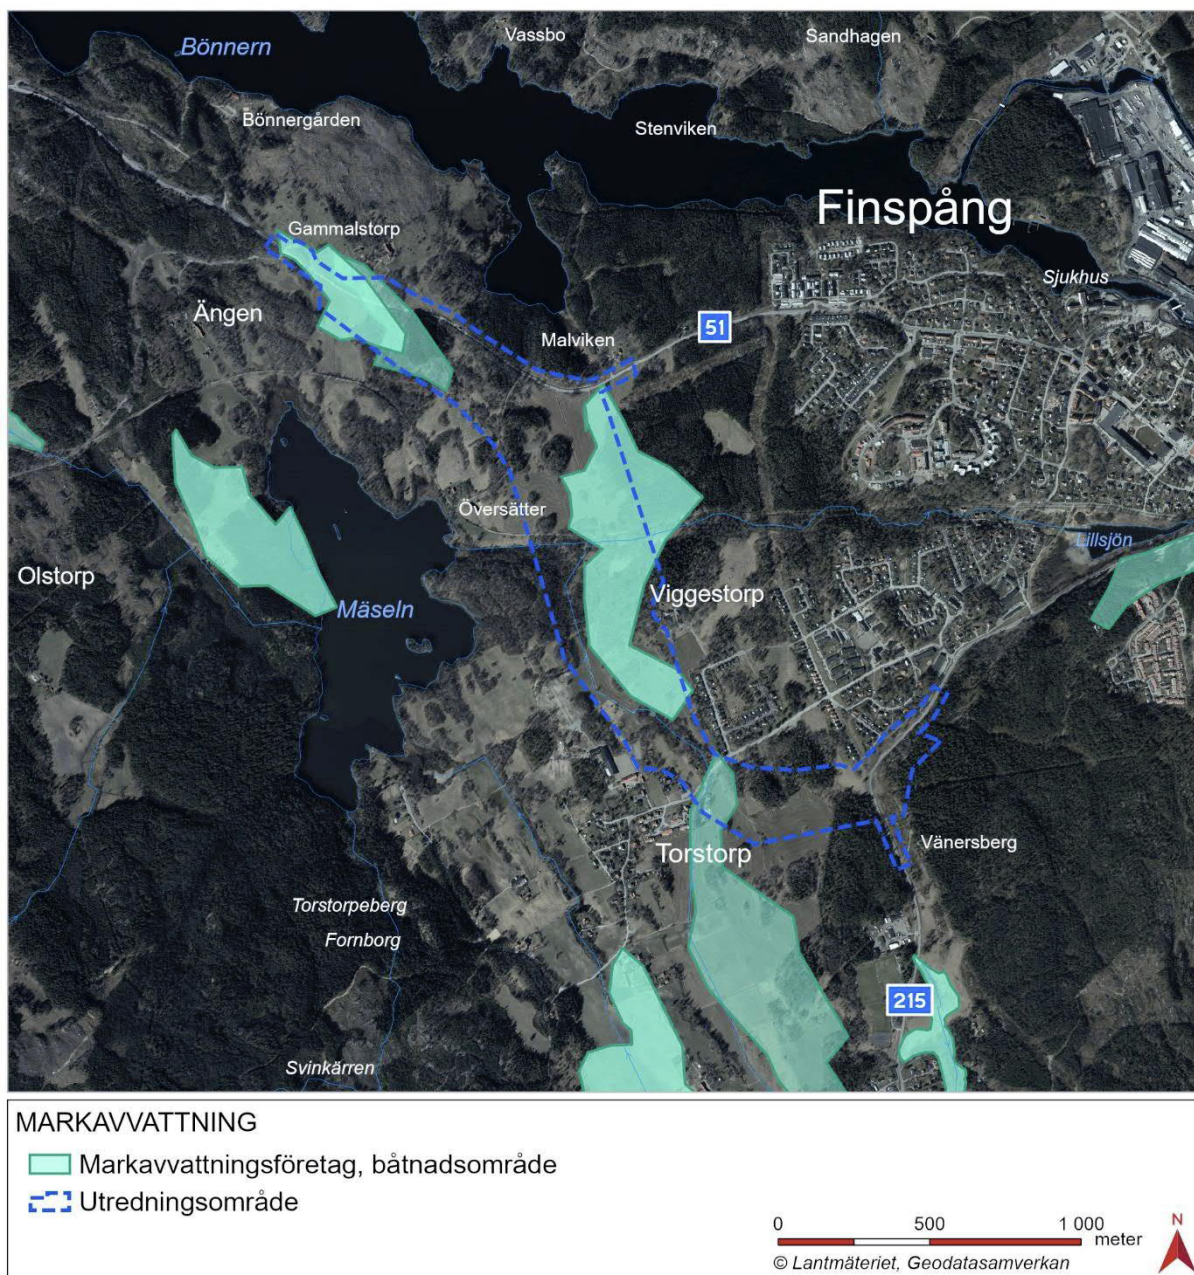 Vassbo
Sandhagen
Bönnern
Bönnergården
Stenviken
Finspång
Gammalstorp
Sjukhus
Ängen
51
Malviken
Översätter
Lillsjön
Olstorp
Mäseln
Viggestorp
Vänersberg
Torstorp
Torstorpeberg
Fornborg
215
Svinkärren
MARKAVVATTNING
Markavvattningsföretag, båtnadsområde
Utredningsområde
0 500 1 000
meter
N
© Lantmäteriet, Geodatasamverkan